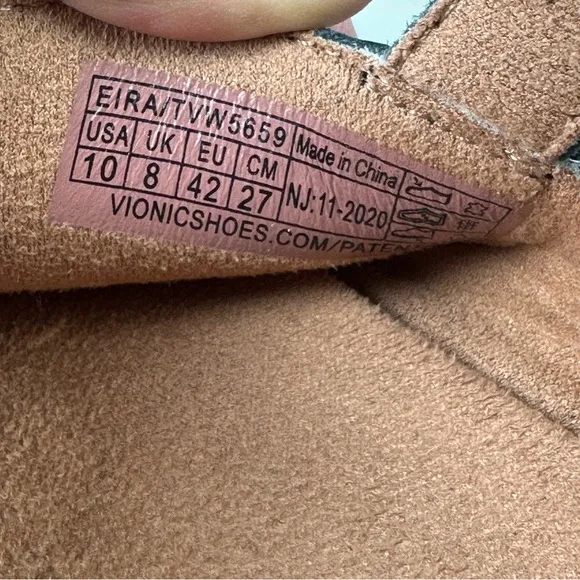 EIRA/TVW5659
USA UK EU CM
10 8 42 27
Made in China
NJ:11-2020
VIONICSHOES.COM/PATEN